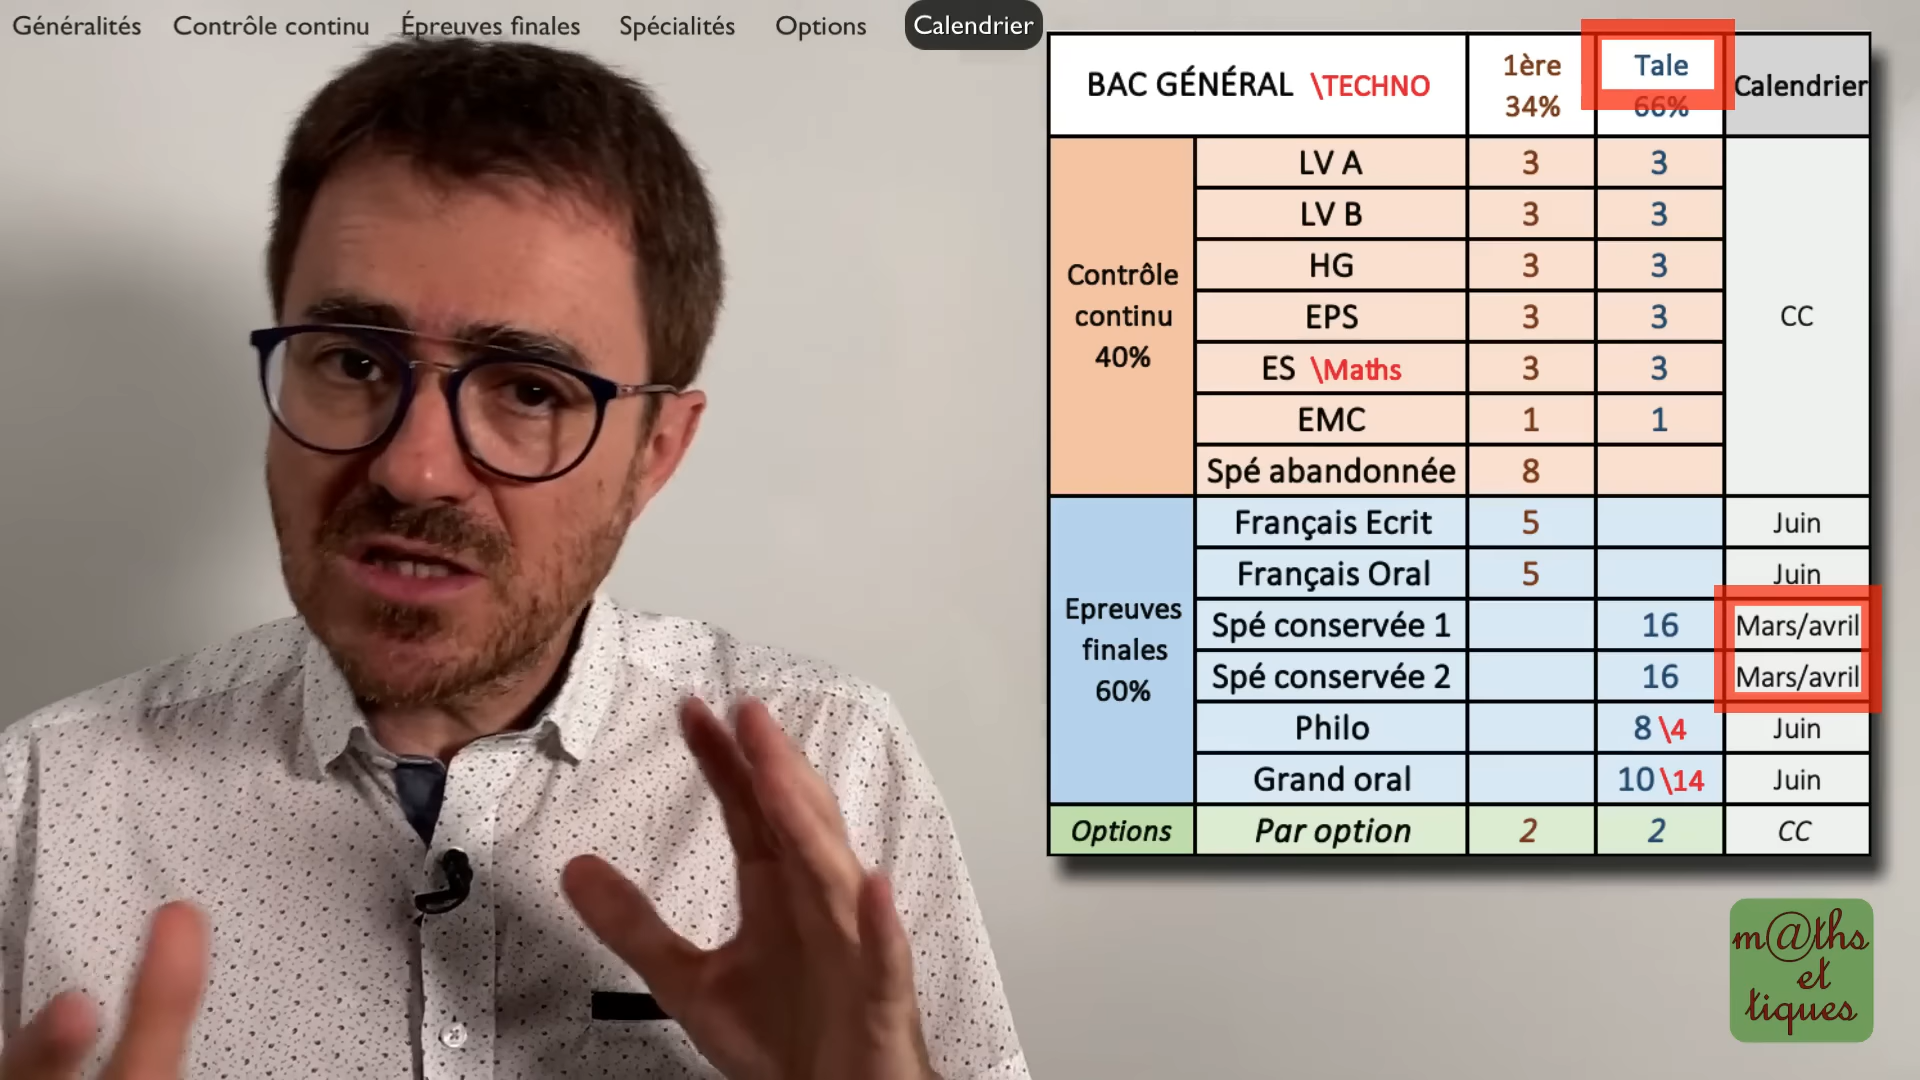 Généralités Contrôle continu Épreuves finales Spécialités Options Calendrier
BAC GÉNÉRAL \TECHNO 1ère 34% Tale 66% Calendrier
Contrôle continu 40%
LV A 3 3
LV B 3 3
HG 3 3
EPS 3 3
ES \Maths 3 3
EMC 1 1
Spé abandonnée 8
CC
Epreuves finales 60%
Français Ecrit 5 Juin
Français Oral 5 Juin
Spé conservée 1 16 Mars/avril
Spé conservée 2 16 Mars/avril
Philo 8 \4 Juin
Grand oral 10 \14 Juin
Options Par option 2 2 CC
m@ths
et
tiques